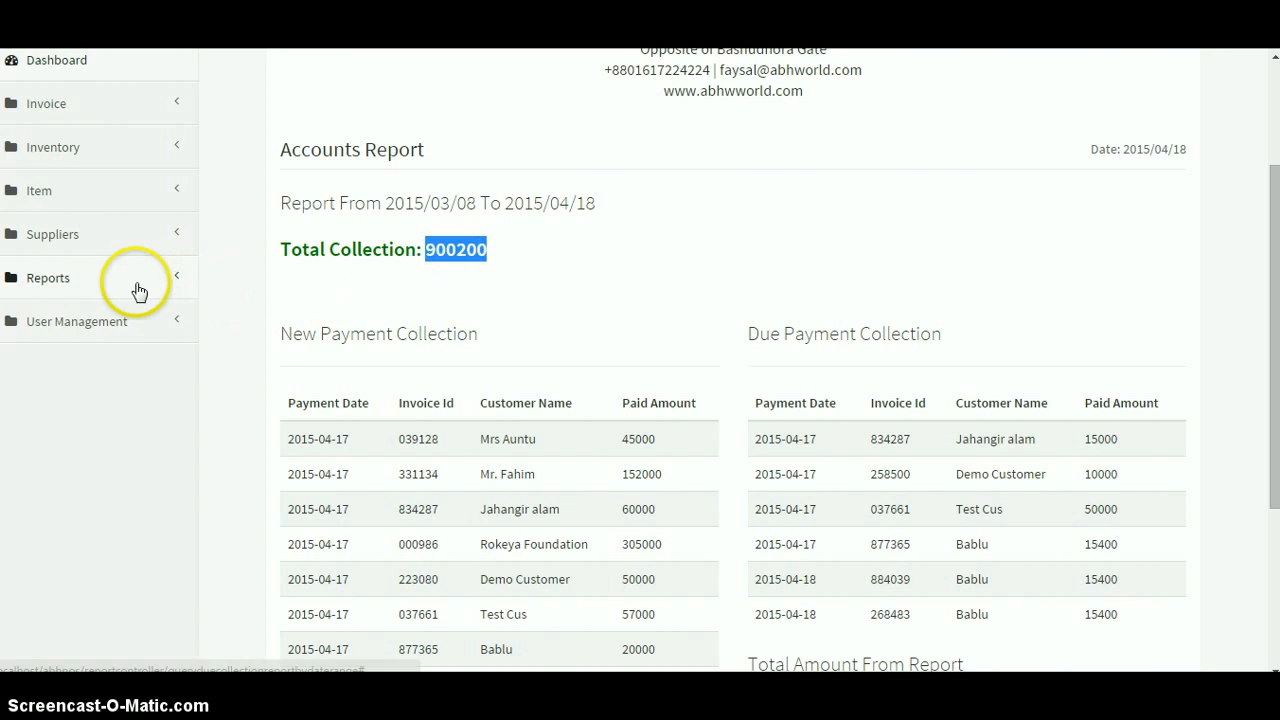 Opposite of Bashudhora Gate
+8801617224224 | faysal@abhworld.com
www.abhwworld.com
Dashboard
Invoice
Inventory
Item
Suppliers
Reports
User Management
Accounts Report
Date: 2015/04/18
Report From 2015/03/08 To 2015/04/18
Total Collection: 900200
New Payment Collection
Payment Date Invoice Id Customer Name Paid Amount
2015-04-17 039128 Mrs Auntu 45000
2015-04-17 331134 Mr. Fahim 152000
2015-04-17 834287 Jahangir alam 60000
2015-04-17 000986 Rokeya Foundation 305000
2015-04-17 223080 Demo Customer 50000
2015-04-17 037661 Test Cus 57000
2015-04-17 877365 Bablu 20000
Due Payment Collection
Payment Date Invoice Id Customer Name Paid Amount
2015-04-17 834287 Jahangir alam 15000
2015-04-17 258500 Demo Customer 10000
2015-04-17 037661 Test Cus 50000
2015-04-17 877365 Bablu 15400
2015-04-18 884039 Bablu 15400
2015-04-18 268483 Bablu 15400
Total Amount From Report
Screencast-O-Matic.com